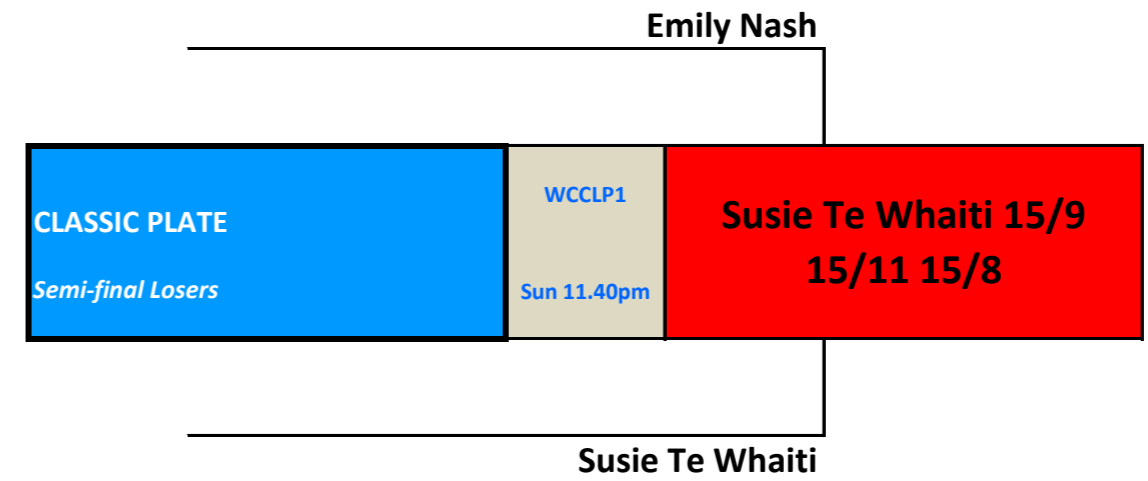 Emily Nash
CLASSIC PLATE
Semi-final Losers
WCCLP1
Sun 11.40pm
Susie Te Whaiti 15/9
15/11 15/8
Susie Te Whaiti